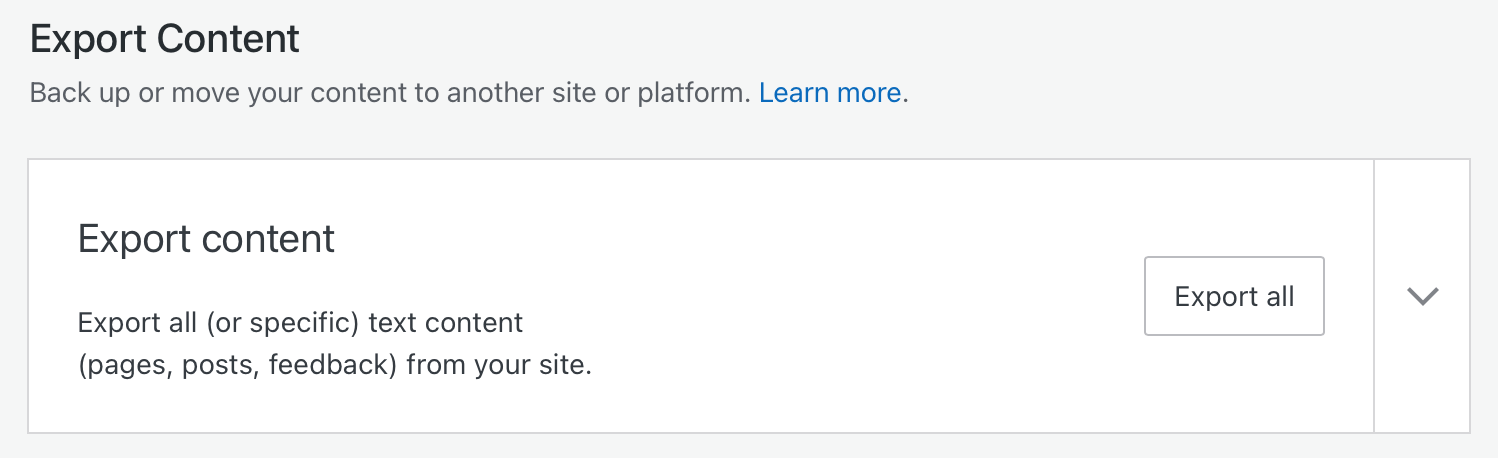 Export Content
Back up or move your content to another site or platform. Learn more.
Export content
Export all (or specific) text content
(pages, posts, feedback) from your site.
Export all